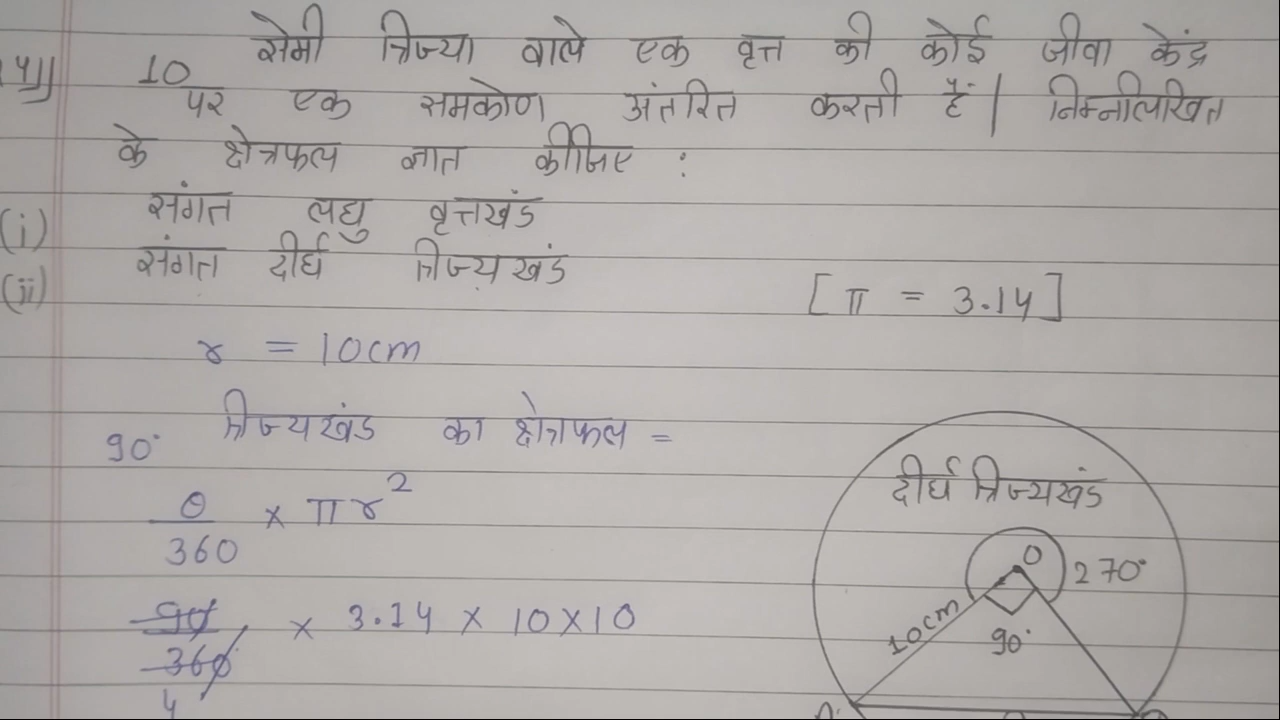 4]] 10 सेमी त्रिज्या वाले एक वृत्त की कोई जीवा केंद्र
पर एक समकोण अंतरित करती हैं | निम्नलिखित
के क्षेत्रफल ज्ञात कीजिए :
(i) संगत लघु वृत्तखंड
(ii) संगत दीर्घ त्रिज्यखंड
[ π = 3.14 ]
r = 10cm
90° त्रिज्यखंड का क्षेत्रफल =
θ/360 × πr²
90/360 × 3.14 × 10×10
4
दीर्घ त्रिज्यखंड
O
270°
10cm
90°